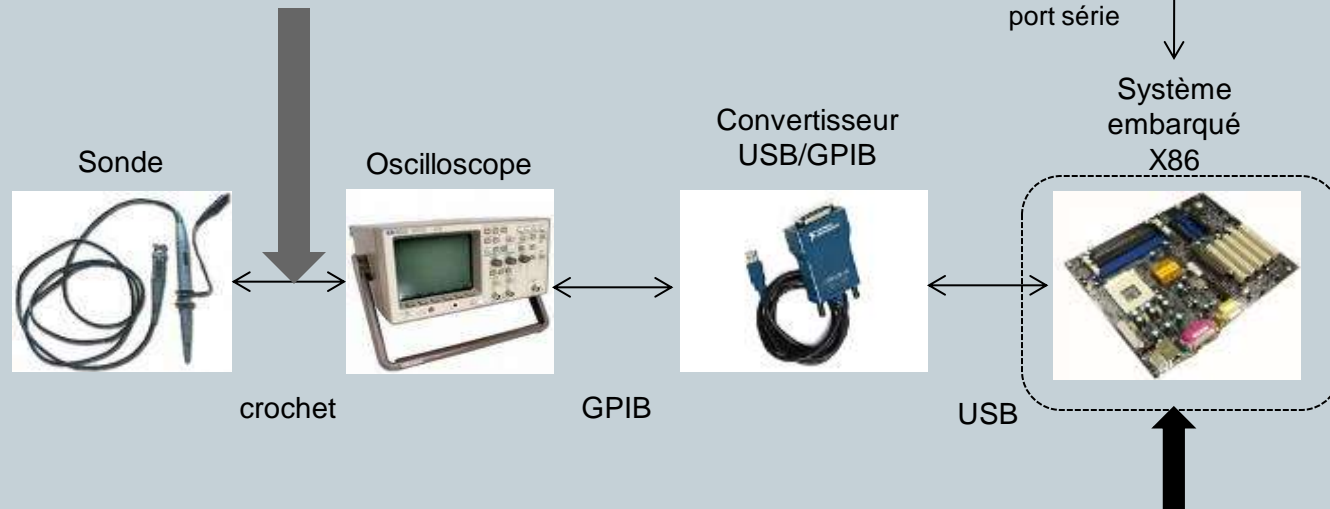 port série
Système
embarqué
X86
Convertisseur
USB/GPIB
Sonde
Oscilloscope
crochet
GPIB
USB